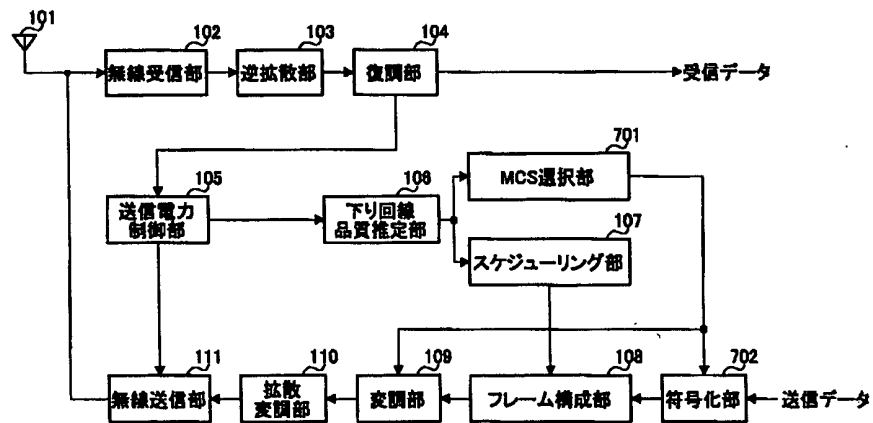 101
102
103
104
無線受信部
逆拡散部
復調部
受信データ
701
MCS選択部
105
106
送信電力
制御部
下り回線
品質推定部
107
スケジューリング部
111
110
109
108
702
無線送信部
拡散
変調部
変調部
フレーム構成部
符号化部
送信データ